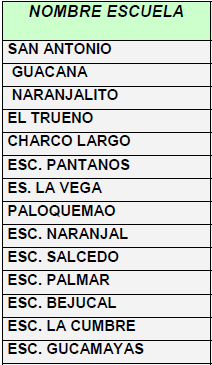 NOMBRE ESCUELA
SAN ANTONIO
GUACANA
NARANJALITO
EL TRUENO
CHARCO LARGO
ESC. PANTANOS
ES. LA VEGA
PALOQUEMAO
ESC. NARANJAL
ESC. SALCEDO
ESC. PALMAR
ESC. BEJUCAL
ESC. LA CUMBRE
ESC. GUCAMAYAS